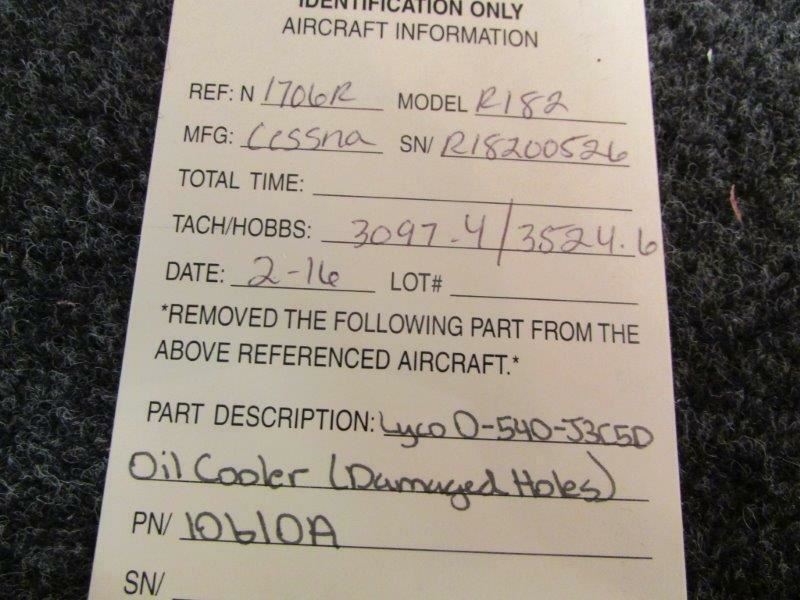 IDENTIFICATION ONLY
AIRCRAFT INFORMATION
REF: N 1706R MODEL R182
MFG: Cessna SN/ R18200526
TOTAL TIME:
TACH/HOBBS: 3097.4/3524.6
DATE: 2-16 LOT#
*REMOVED THE FOLLOWING PART FROM THE
ABOVE REFERENCED AIRCRAFT.*
PART DESCRIPTION: Lyco O-540-J3C5D
Oil Cooler (Damaged Holes)
PN/ 10610A
SN/